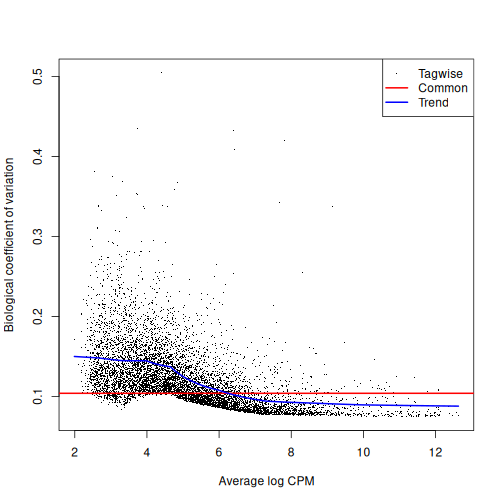 Tagwise
Common
Trend
Biological coefficient of variation
0.5
0.4
0.3
0.2
0.1
2 4 6 8 10 12
Average log CPM